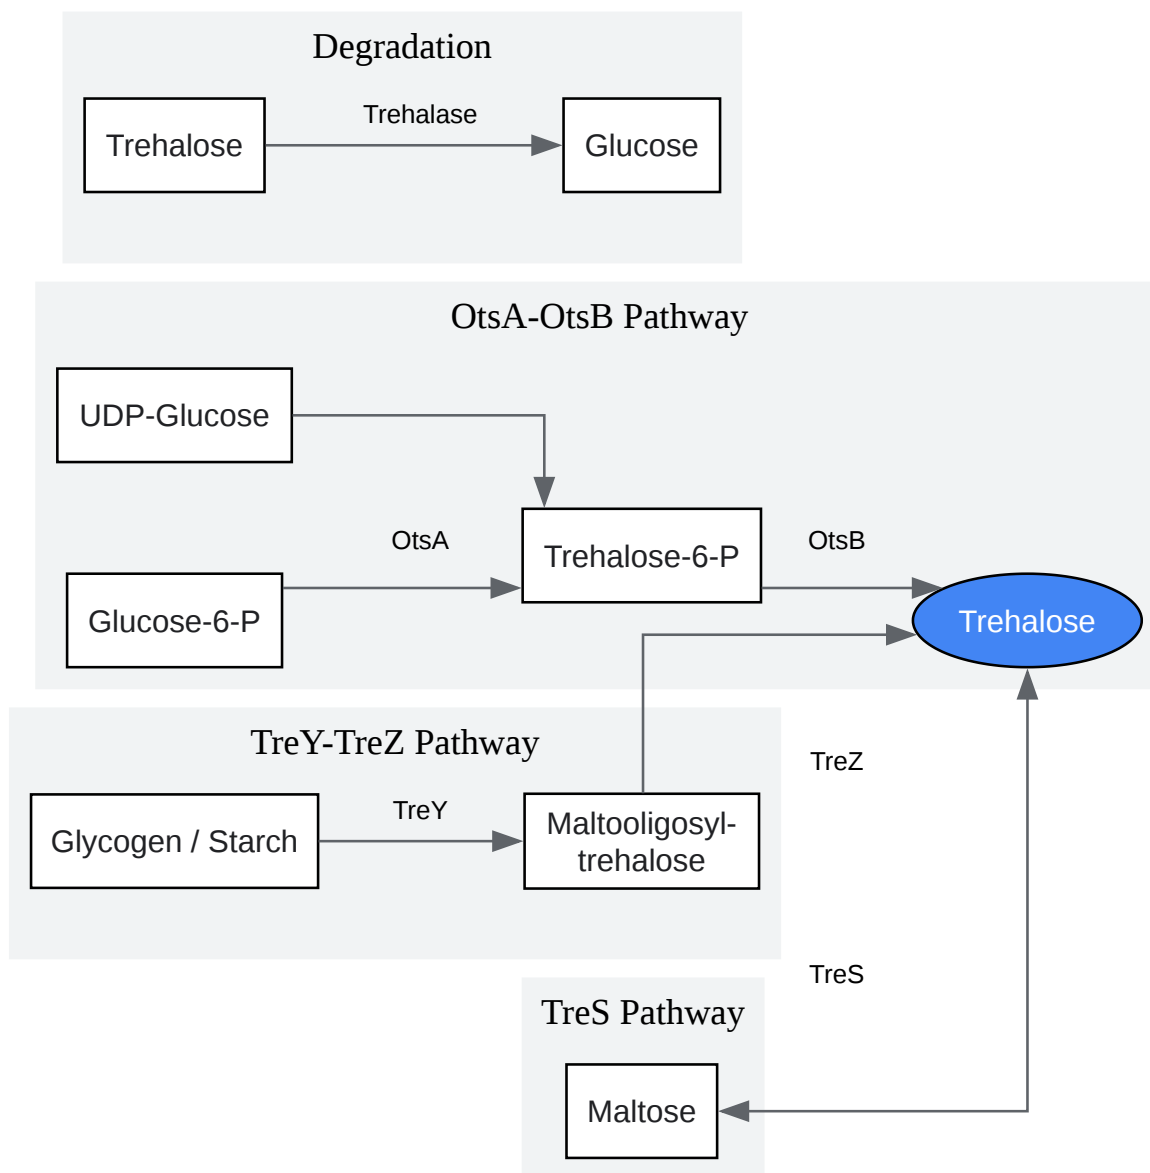 Degradation
Trehalose
Trehalase
Glucose
OtsA-OtsB Pathway
UDP-Glucose
OtsA
Trehalose-6-P
OtsB
Glucose-6-P
Trehalose
TreY-TreZ Pathway
TreZ
Glycogen / Starch
TreY
Maltooligosyl-
trehalose
TreS
TreS Pathway
Maltose